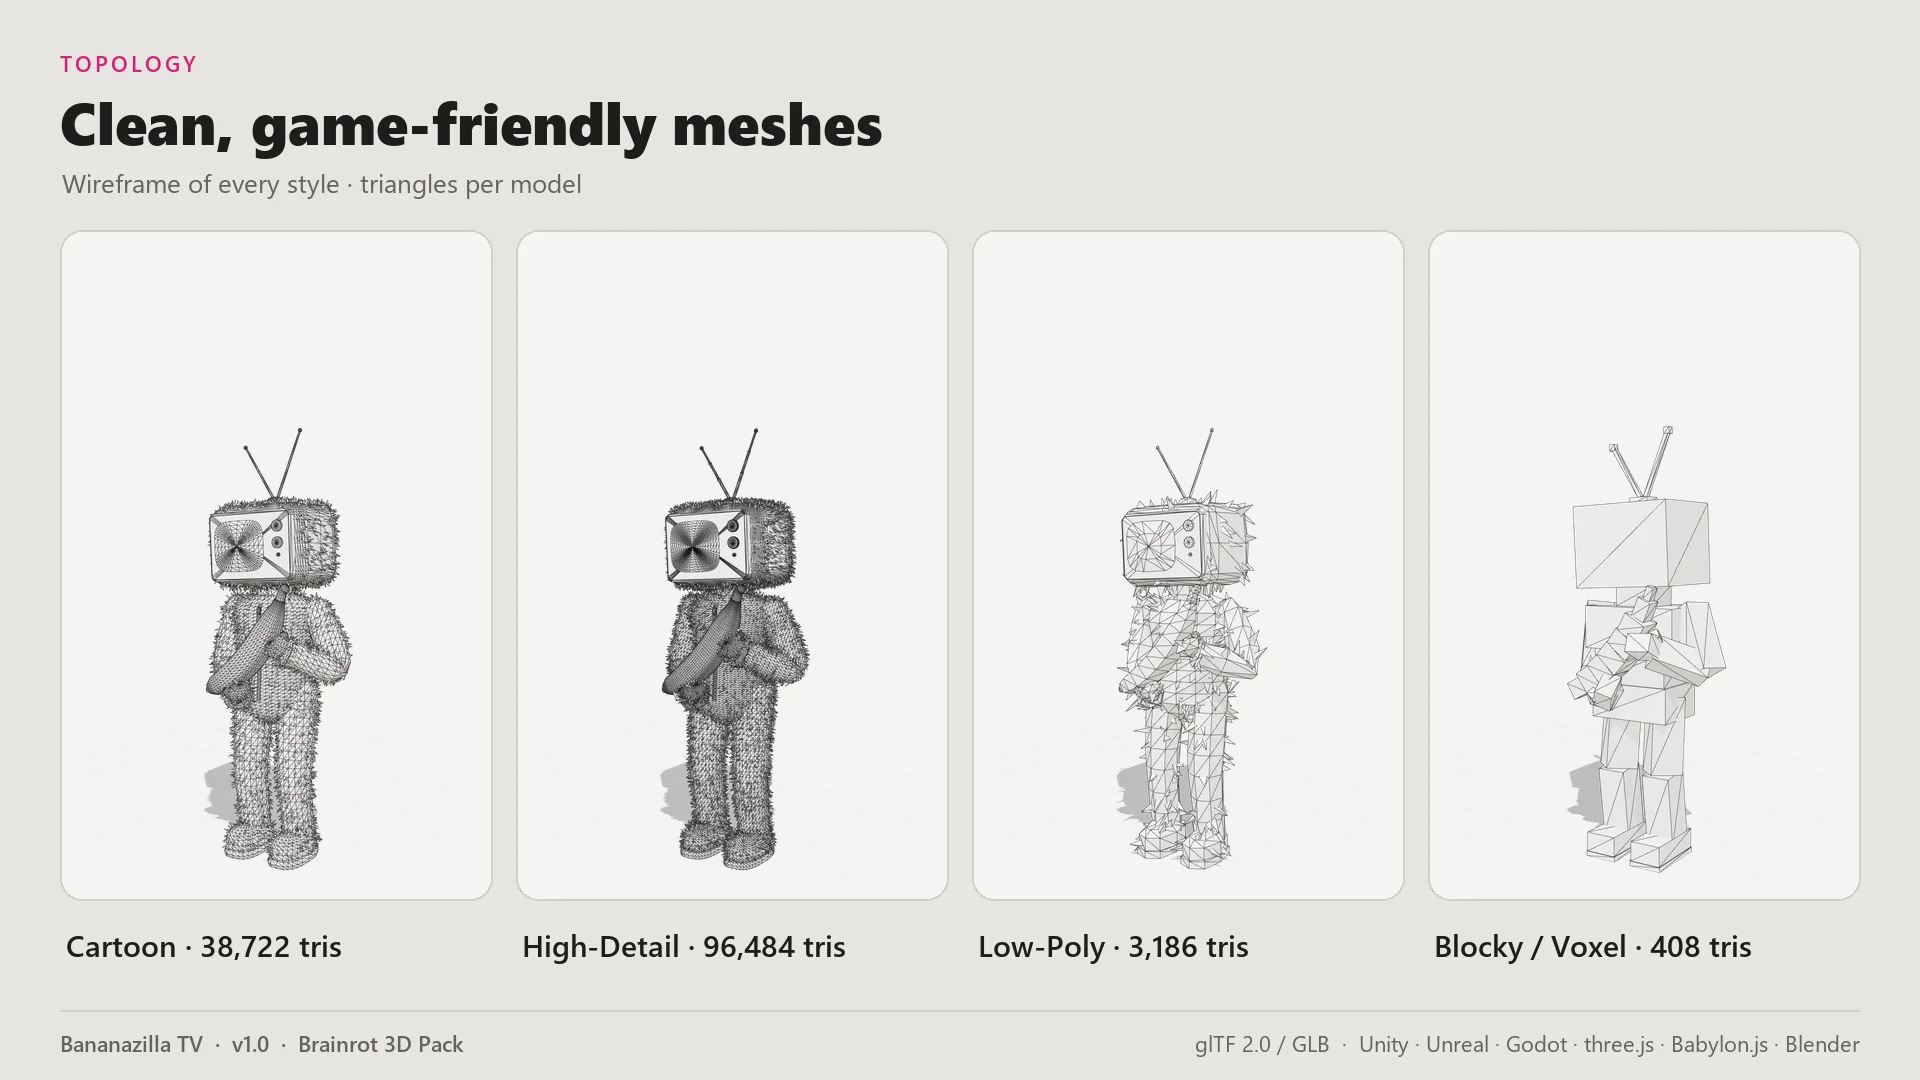 TOPOLOGY
Clean, game-friendly meshes
Wireframe of every style · triangles per model
Cartoon · 38,722 tris
High-Detail · 96,484 tris
Low-Poly · 3,186 tris
Blocky / Voxel · 408 tris
Bananazilla TV · v1.0 · Brainrot 3D Pack
glTF 2.0 / GLB · Unity · Unreal · Godot · three.js · Babylon.js · Blender